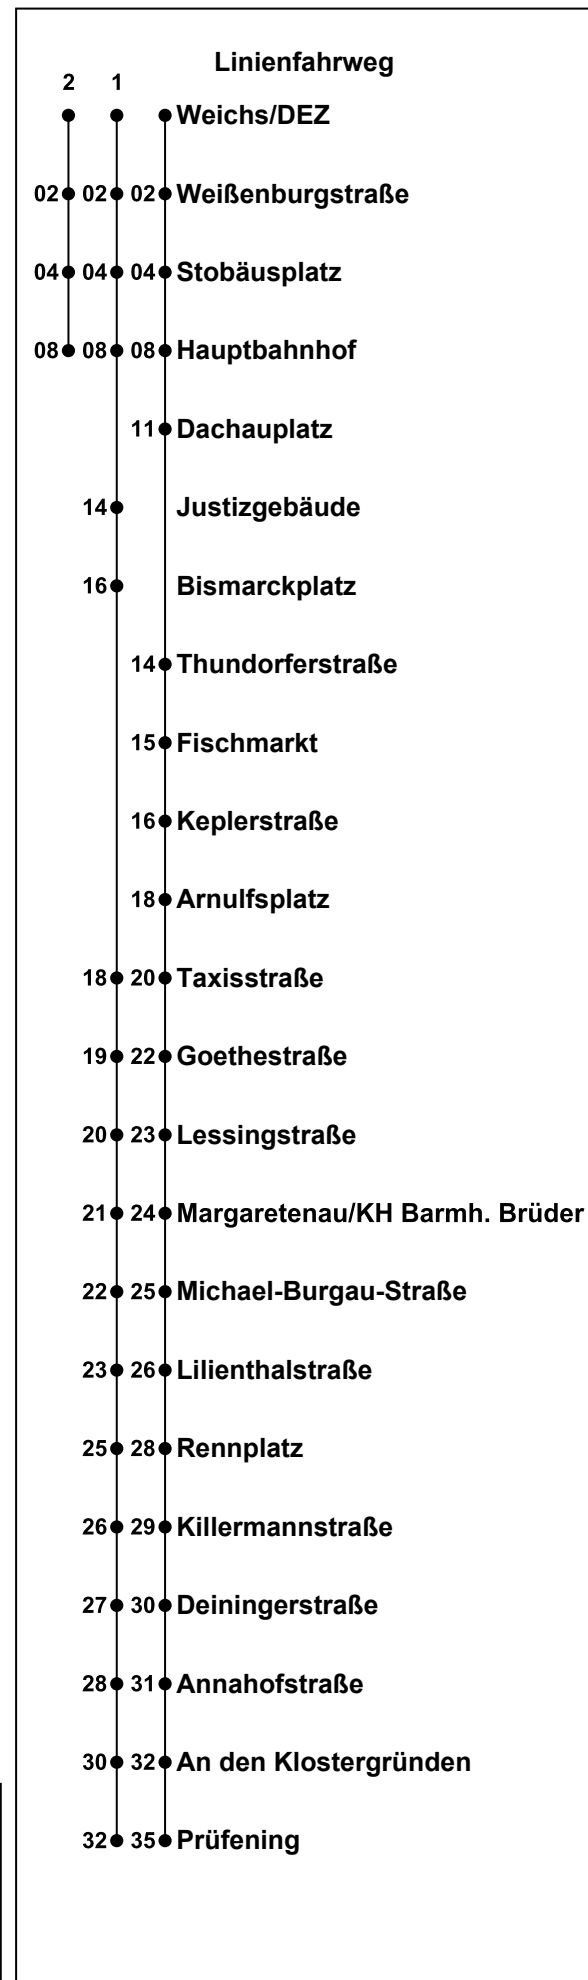 Linienfahrweg
2 1
Weichs/DEZ
02 02 02 Weißenburgstraße
04 04 04 Stobäusplatz
08 08 08 Hauptbahnhof
11 Dachauplatz
14 Justizgebäude
16 Bismarckplatz
14 Thundorferstraße
15 Fischmarkt
16 Keplerstraße
18 Arnulfsplatz
18 20 Taxisstraße
19 22 Goethestraße
20 23 Lessingstraße
21 24 Margaretenau/KH Barmh. Brüder
22 25 Michael-Burgau-Straße
23 26 Lilienthalstraße
25 28 Rennplatz
26 29 Killermannstraße
27 30 Deiningerstraße
28 31 Annahofstraße
30 32 An den Klostergründen
32 35 Prüfening